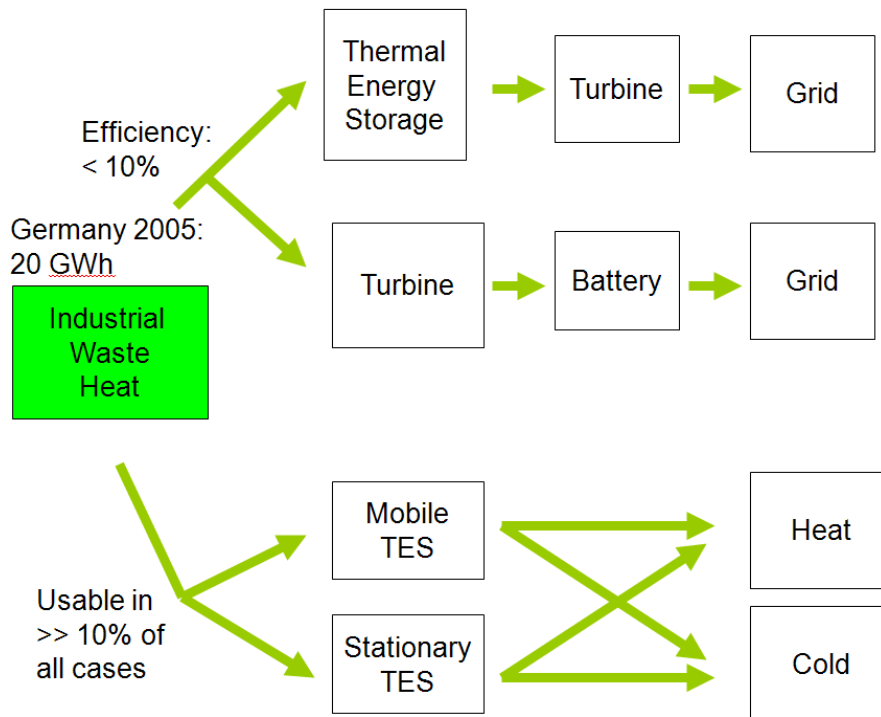 Thermal
Energy
Storage
Turbine
Grid
Efficiency:
< 10%
Germany 2005:
20 GWh
Turbine
Battery
Grid
Industrial
Waste
Heat
Mobile
TES
Heat
Usable in
>> 10% of
all cases
Stationary
TES
Cold